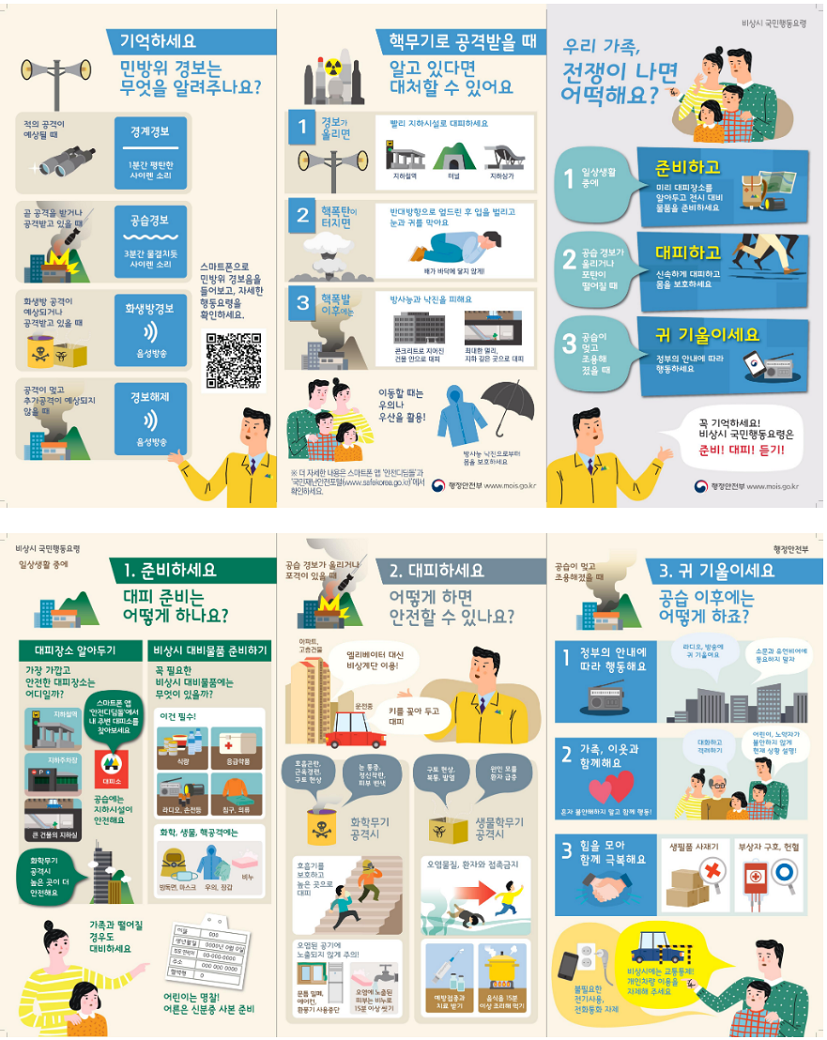 기억하세요
민방위 경보는
무엇을 알려주나요?
적의 공격이
예상될 때
경계경보
1분간 평탄한
사이렌 소리
곧 공격을 받거나
공격받고 있을 때
공습경보
3분간 물결치듯
사이렌 소리
화생방 공격이
예상되거나
공격받고 있을 때
화생방경보
음성방송
공격이 멎고
추가공격이 예상되지
않을 때
경보해제
음성방송
스마트폰으로
민방위 경보음을
들어보고, 자세한
행동요령을
확인하세요.
핵무기로 공격받을 때
알고 있다면
대처할 수 있어요
1 경보가
울리면
빨리 지하시설로 대피하세요
지하철역 터널 지하상가
2 핵폭탄이
터지면
반대방향으로 엎드린 후 입을 벌리고
눈과 귀를 막아요
배가 바닥에 닿지 않게!
3 핵폭발
이후에는
방사능과 낙진을 피해요
콘크리트로 지어진
건물 안으로 대피
최대한 멀리,
지하 깊은 곳으로 대피
이동할 때는
우의나
우산을 활용!
방사능 낙진으로부터
몸을 보호하세요
※ 더 자세한 내용은 스마트폰 앱 '안전디딤돌'과
'국민재난안전포털(www.safekorea.go.kr)'에서
확인하세요.
행정안전부 www.mois.go.kr
비상시 국민행동요령
우리 가족,
전쟁이 나면
어떡해요?
1 일상생활
중에
준비하고
미리 대피장소를
알아두고 전시 대비
물품을 준비하세요
2 공습 경보가
울리거나
포탄이
떨어질 때
대피하고
신속하게 대피하고
몸을 보호하세요
3 공습이
멎고
조용해
졌을 때
귀 기울이세요
정부의 안내에 따라
행동하세요
꼭 기억하세요!
비상시 국민행동요령은
준비! 대피! 듣기!
행정안전부 www.mois.go.kr
비상시 국민행동요령
일상생활 중에
1. 준비하세요
대피 준비는
어떻게 하나요?
대피장소 알아두기
가장 가깝고
안전한 대피장소는
어디일까?
지하철역
지하주차장
큰 건물의 지하실
스마트폰 앱
'안전디딤돌'에서
내 주변 대피소를
찾아보세요
대피소
공습에는
지하시설이
안전해요
화학무기
공격시
높은 곳이 더
안전해요
비상시 대비물품 준비하기
꼭 필요한
비상시 대비물품에는
무엇이 있을까?
이건 필수!
식량 응급약품
라디오, 손전등 침구, 의류
화학, 생물, 핵공격에는
방독면, 마스크 우의, 장갑 비누
가족과 떨어질
경우도
대비하세요
이름 000
생년월일 0000년 0월 0일
00-000-0000
주소 000 000 0000
혈액형 0
어린이는 명찰!
어른은 신분증 사본 준비
공습 경보가 울리거나
포격이 있을 때
2. 대피하세요
어떻게 하면
안전할 수 있나요?
아파트,
고층건물
엘리베이터 대신
비상계단 이용!
운전중
키를 꽂아 두고
대피
호흡곤란,
근육경련,
구토 현상
눈 통증,
정신착란,
피부 변색
화학무기
공격시
구토 현상,
복통, 발열
원인 모를
환자 급증
생물학무기
공격시
호흡기를
보호하고
높은 곳으로
대피
오염물질, 환자와 접촉금지
오염된 공기에
노출되지 않게 주의!
문틈 밀폐,
에어컨,
환풍기 사용중단
오염에 노출된
피부는 비누로
15분 이상 씻기
예방접종과
치료 받기
음식을 15분
이상 조리해 먹기
행정안전부
공습이 멎고
조용해졌을 때
3. 귀 기울이세요
공습 이후에는
어떻게 하죠?
1 정부의 안내에
따라 행동해요
라디오, 방송에
귀 기울여요
소문과 유언비어에
동요하지 말자
2 가족, 이웃과
함께해요
혼자 불안해하지 말고 함께 행동!
대화하고
격려하기
어린이, 노약자가
불안하지 않게
현재 상황 설명!
3 힘을 모아
함께 극복해요
생필품 사재기 부상자 구호, 헌혈
불필요한
전기사용,
전화통화 자제
비상시에는 교통통제!
개인차량 이용을
자제해 주세요